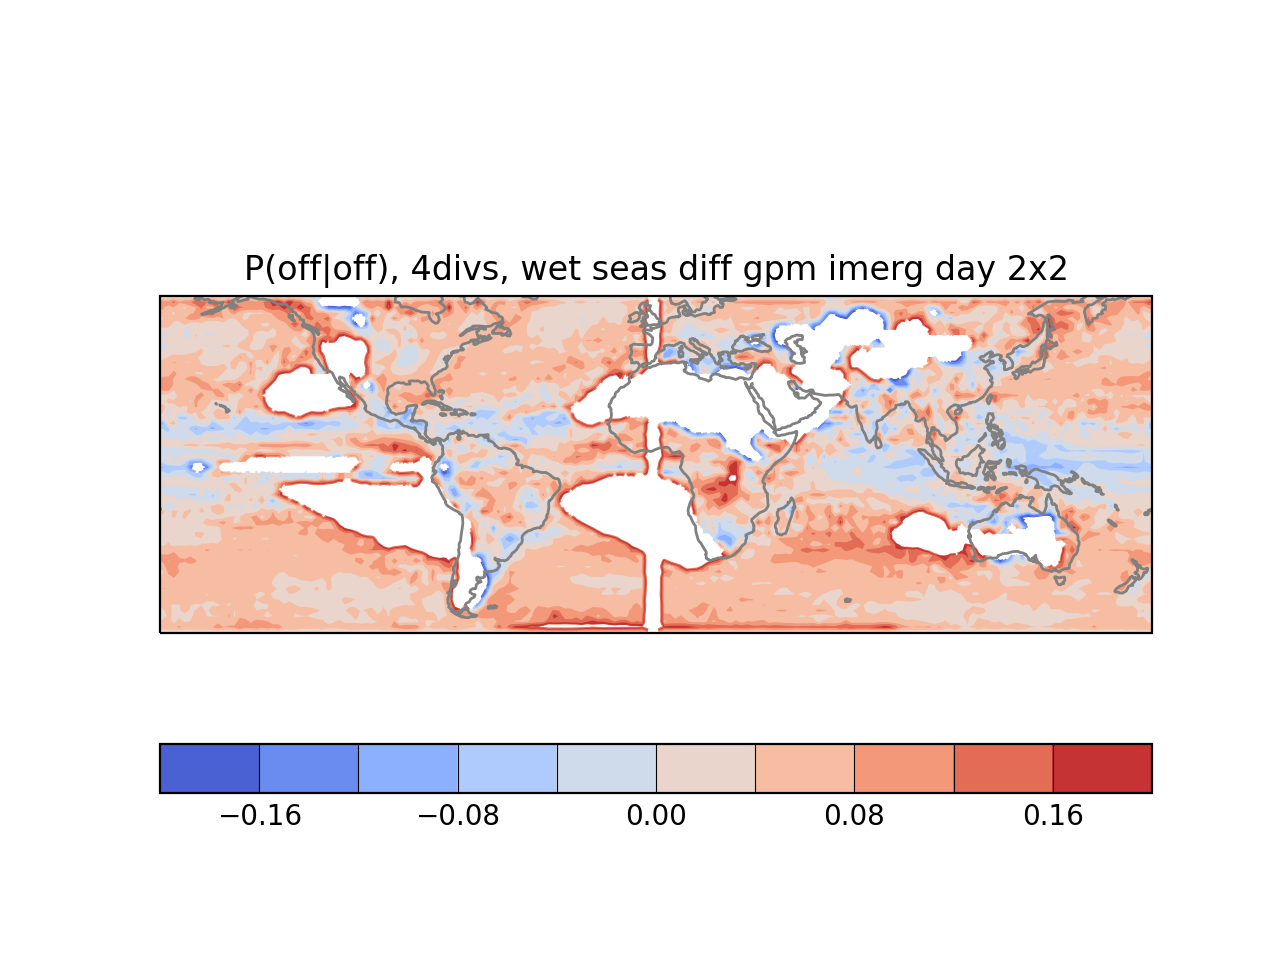 P(off|off), 4divs, wet seas diff gpm imerg day 2x2
−0.16 −0.08 0.00 0.08 0.16